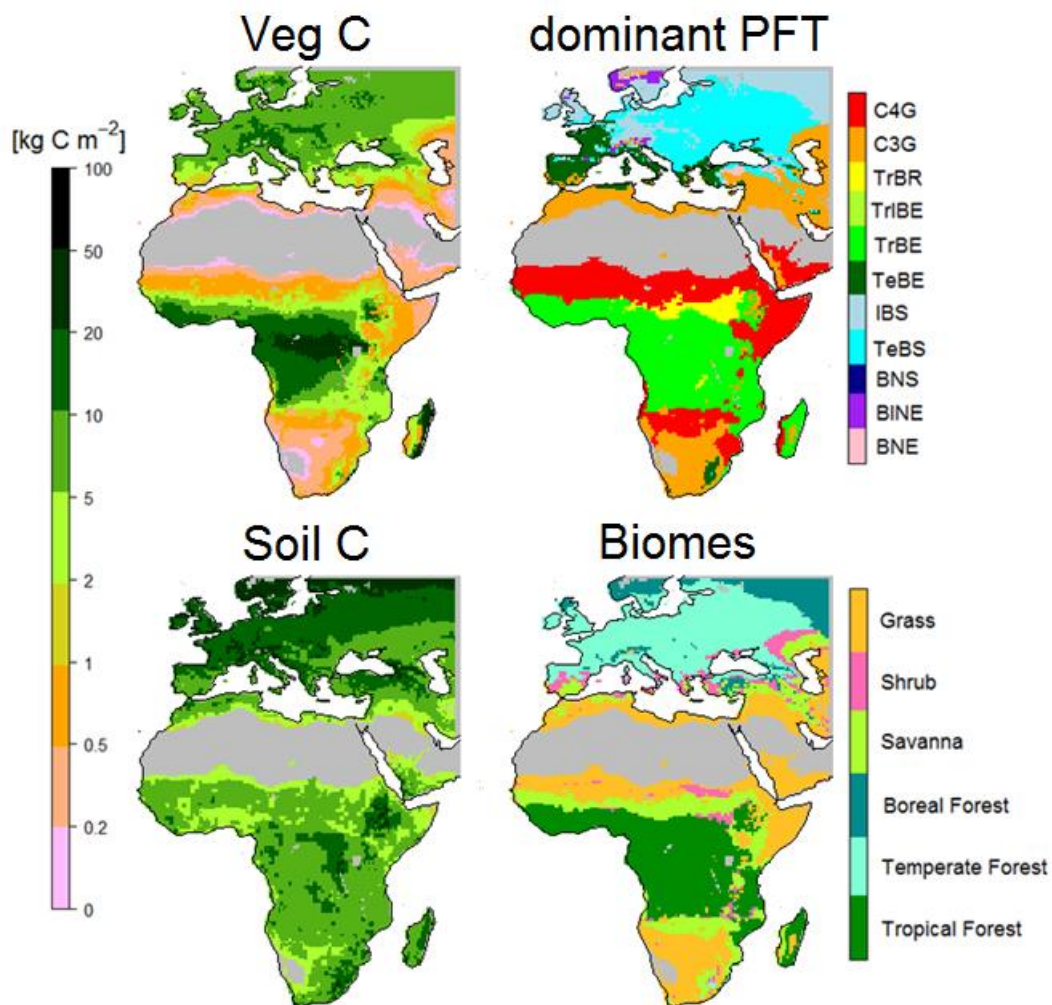 Veg C
dominant PFT
[kg C m⁻²]
100
50
20
10
5
2
1
0.5
0.2
0
C4G
C3G
TrBR
TrIBE
TrBE
TeBE
IBS
TeBS
BNS
BINE
BNE
Soil C
Biomes
Grass
Shrub
Savanna
Boreal Forest
Temperate Forest
Tropical Forest